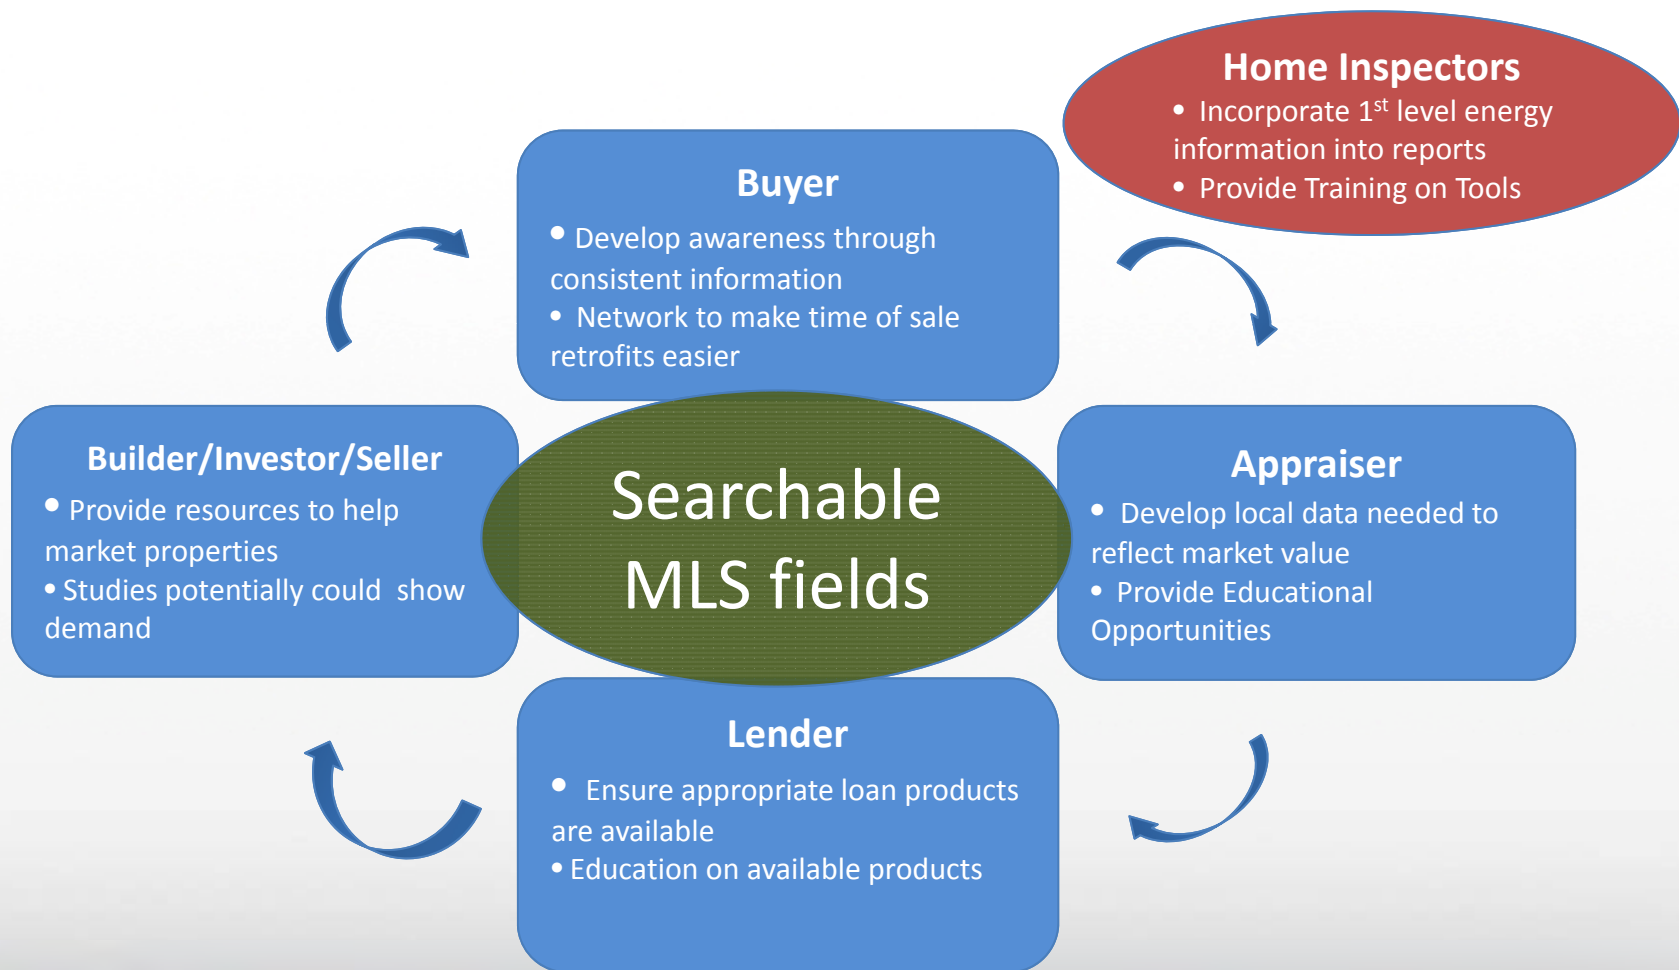 Home Inspectors
• Incorporate 1st level energy
information into reports
• Provide Training on Tools
Buyer
• Develop awareness through
consistent information
• Network to make time of sale
retrofits easier
Builder/Investor/Seller
• Provide resources to help
market properties
• Studies potentially could show
demand
Searchable
MLS fields
Appraiser
• Develop local data needed to
reflect market value
• Provide Educational
Opportunities
Lender
• Ensure appropriate loan products
are available
• Education on available products